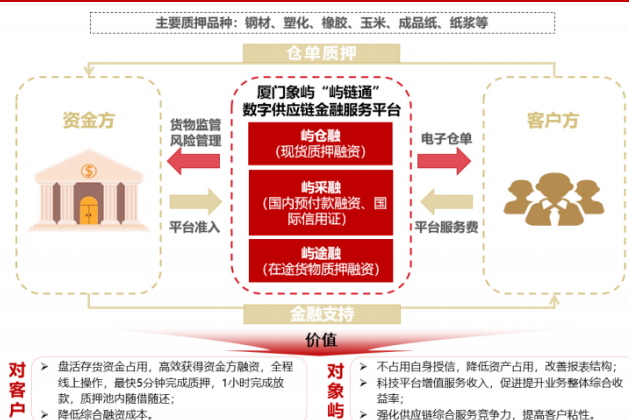 主要质押品种：钢材、塑化、橡胶、玉米、成品纸、纸浆等
仓单质押
资金方
厦门象屿“屿链通”
数字供应链金融服务平台
客户方
货物监管
风险管理
屿仓融
（现货质押融资）
电子仓单
屿采融
（国内预付款融资、国
际信用证）
平台准入
平台服务费
屿途融
（在途货物质押融资）
金融支持
价值
对客户
➢ 盘活存货资金占用，高效获得资金方融资，全程
线上操作，最快5分钟完成质押，1小时完成放
款，质押池内随借随还；
➢ 降低综合融资成本。
对象屿
➢ 不占用自身授信，降低资产占用，改善报表结构；
➢ 科技平台增值服务收入，促进提升业务整体综合收
益率；
➢ 强化供应链综合服务竞争力，提高客户粘性。